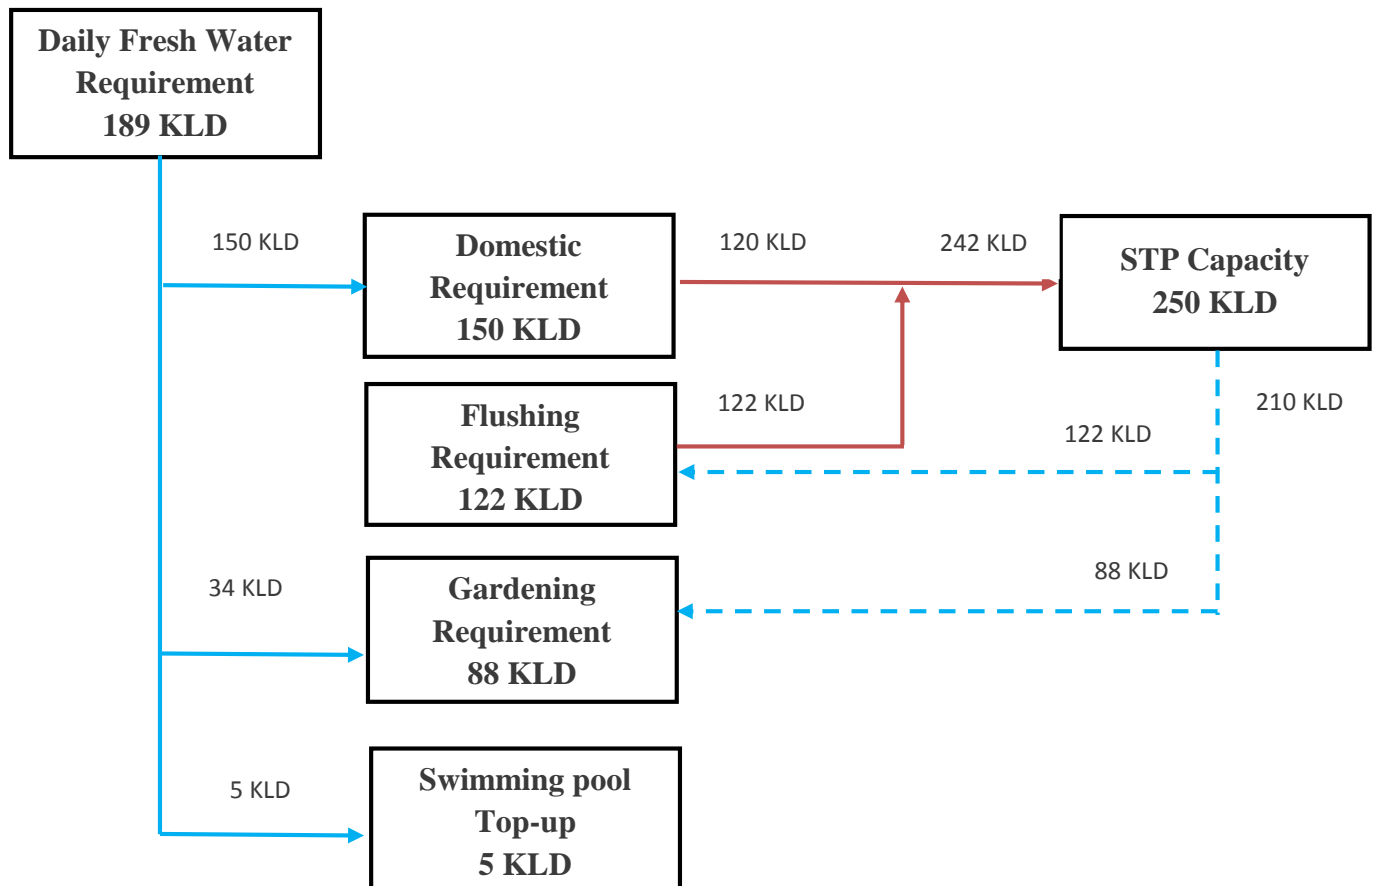 Daily Fresh Water
Requirement
189 KLD
150 KLD
Domestic
Requirement
150 KLD
120 KLD
242 KLD
STP Capacity
250 KLD
Flushing
Requirement
122 KLD
122 KLD
122 KLD
210 KLD
34 KLD
Gardening
Requirement
88 KLD
88 KLD
5 KLD
Swimming pool
Top-up
5 KLD